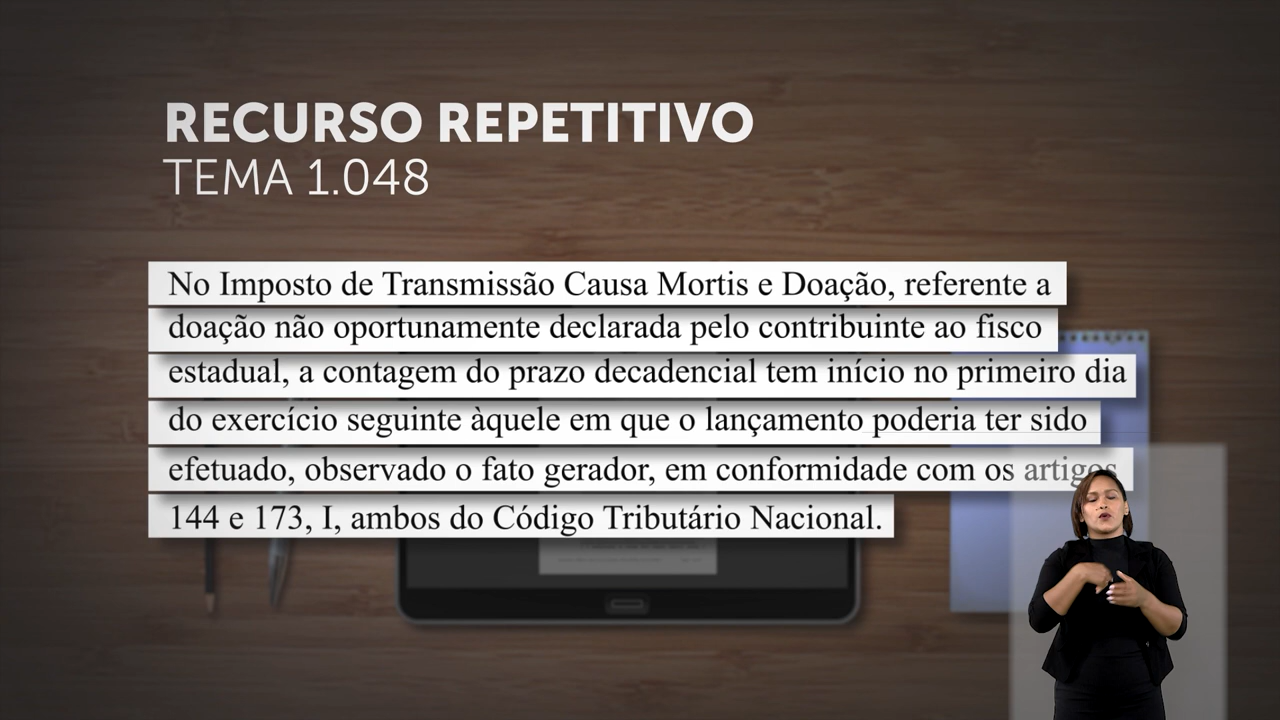 RECURSO REPETITIVO
TEMA 1.048
No Imposto de Transmissão Causa Mortis e Doação, referente a
doação não oportunamente declarada pelo contribuinte ao fisco
estadual, a contagem do prazo decadencial tem início no primeiro dia
do exercício seguinte àquele em que o lançamento poderia ter sido
efetuado, observado o fato gerador, em conformidade com os artigos
144 e 173, I, ambos do Código Tributário Nacional.